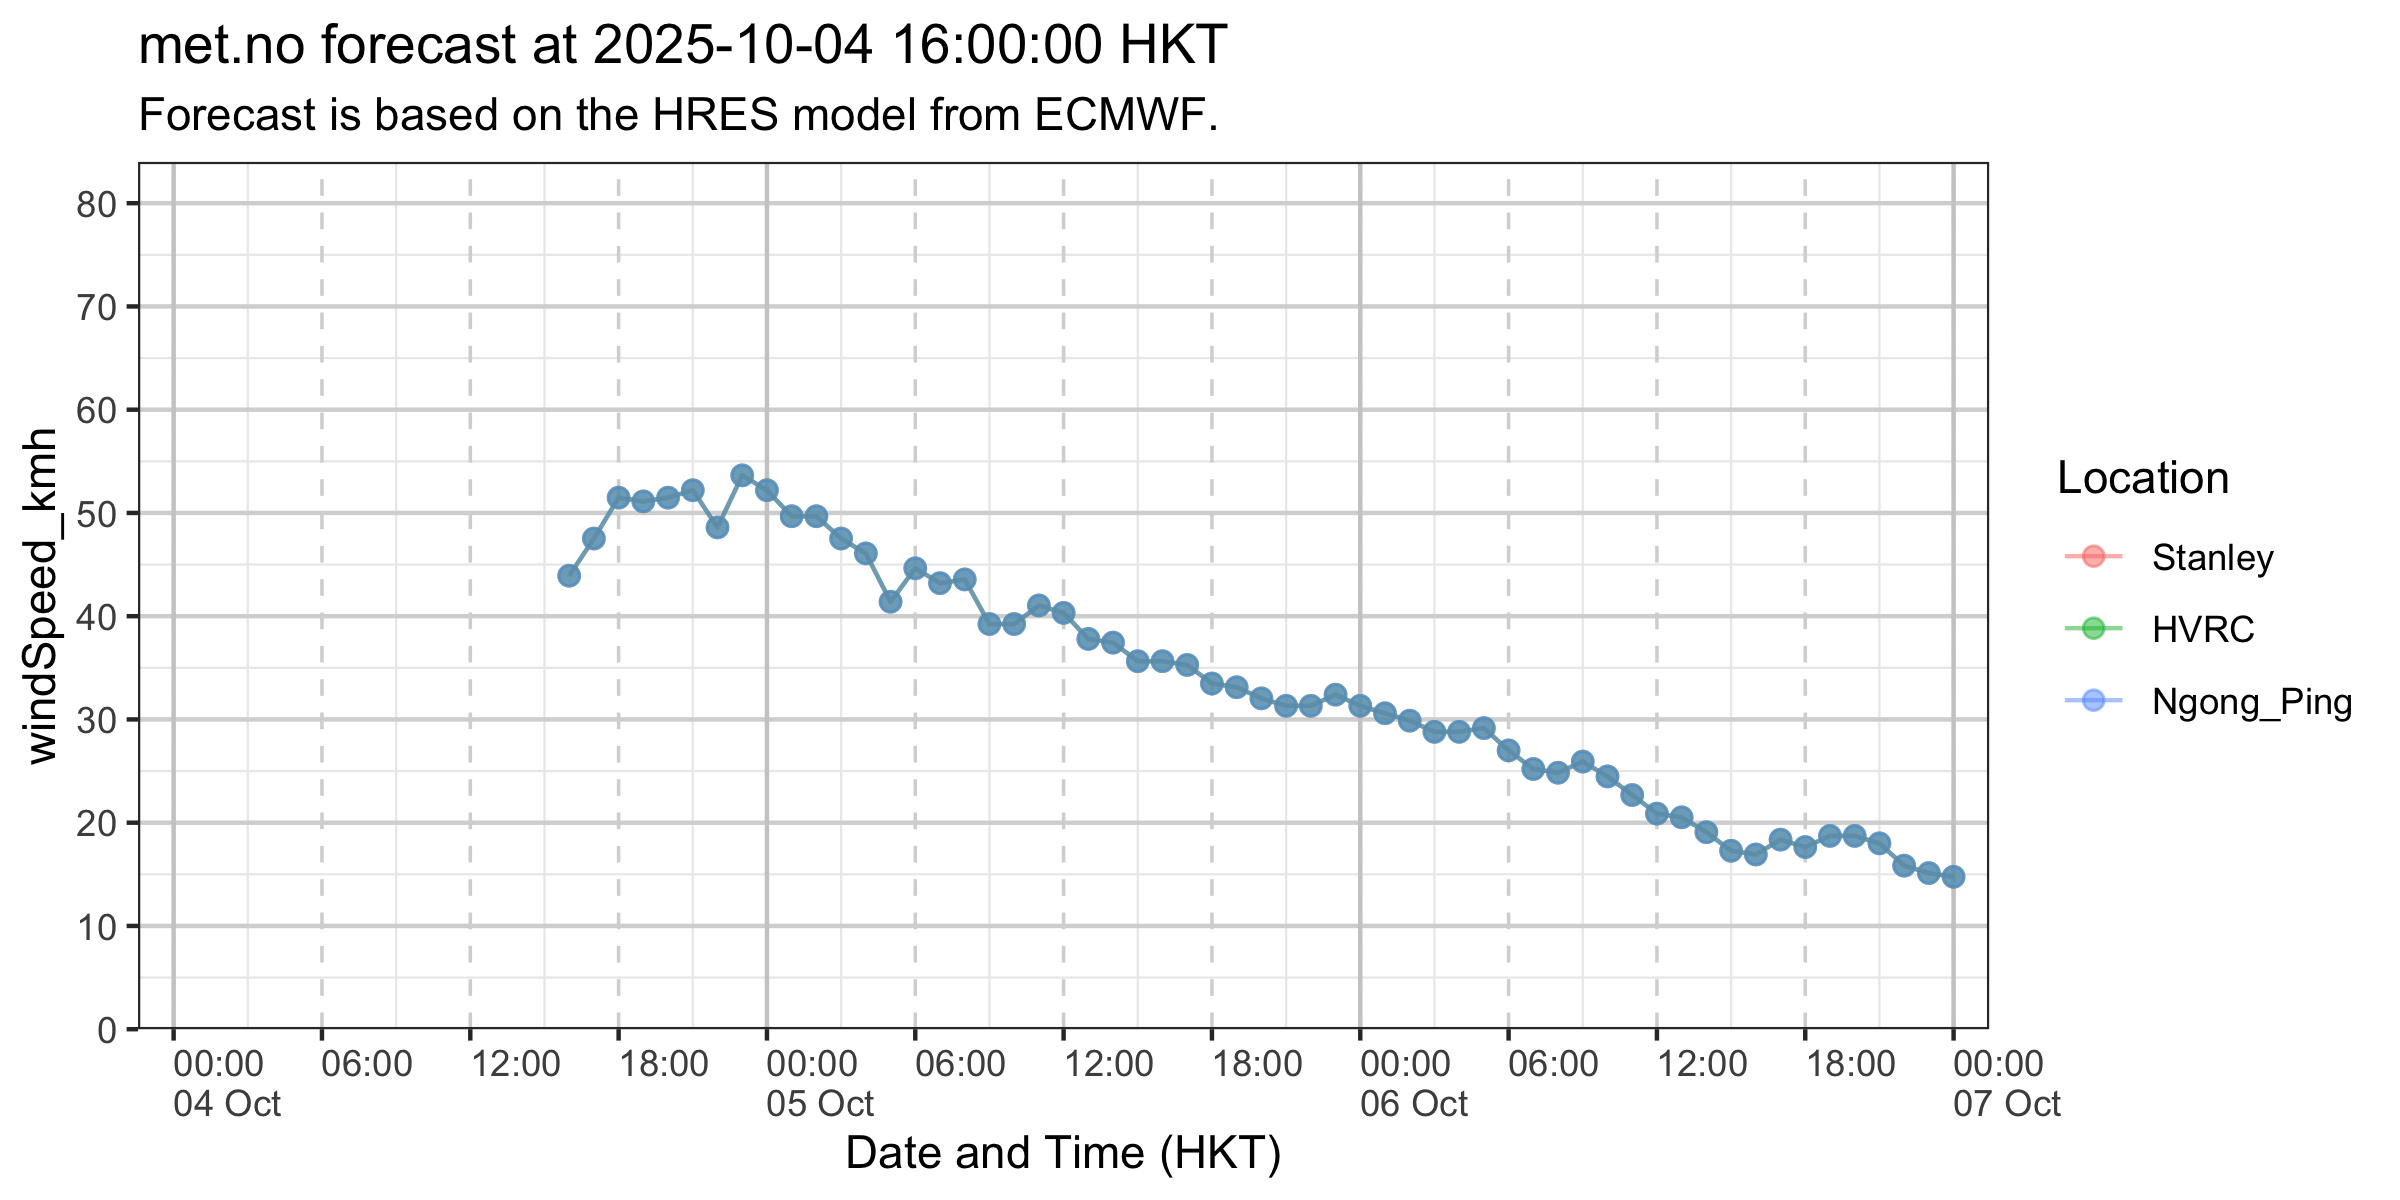 met.no forecast at 2025-10-04 16:00:00 HKT
Forecast is based on the HRES model from ECMWF.
windSpeed_kmh
80
70
60
50
40
30
20
10
0
00:00 06:00 12:00 18:00 00:00 06:00 12:00 18:00 00:00 06:00 12:00 18:00 00:00
04 Oct 05 Oct 06 Oct 07 Oct
Date and Time (HKT)
Location
Stanley
HVRC
Ngong_Ping